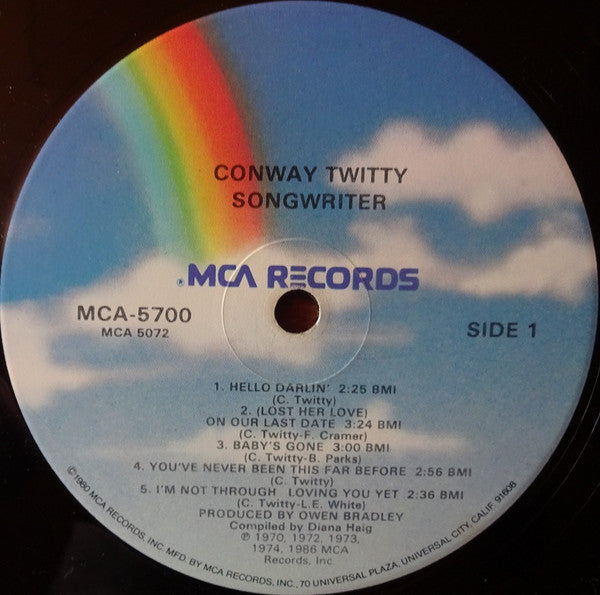 CONWAY TWITTY
SONGWRITER
®MCA RECORDS
MCA-5700
MCA 5072
SIDE 1
1. HELLO DARLIN' 2:25 BMI
(C. Twitty)
2. (LOST HER LOVE)
ON OUR LAST DATE 3:24 BMI
(C. Twitty-F. Cramer)
3. BABY'S GONE 3:00 BMI
(C. Twitty-B. Parks)
4. YOU'VE NEVER BEEN THIS FAR BEFORE 2:56 BMI
(C. Twitty)
5. I'M NOT THROUGH LOVING YOU YET 2:36 BMI
(C. Twitty-L.E. White)
PRODUCED BY OWEN BRADLEY
Compiled by Diana Haig
℗ 1970, 1972, 1973,
1974, 1986 MCA
Records, Inc.
©1980 MCA RECORDS, INC. MFD. BY MCA RECORDS, INC., 70 UNIVERSAL PLAZA, UNIVERSAL CITY, CALIF. 91608